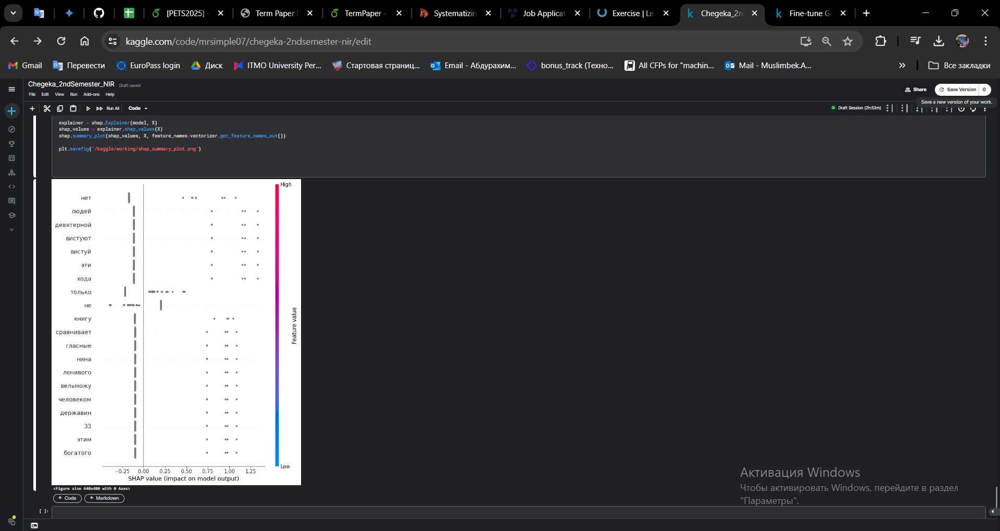 [PETS2025] -
Term Paper
TermPaper -
Systematizin
Job Applicat
Exercise | Le
Chegeka_2n
Fine-tune G
kaggle.com/code/mrsimple07/chegeka-2ndsemester-nir/edit
Gmail
Перевести
EuroPass login
Диск
ITMO University Per...
Стартовая страниц...
Email - Абдурахим...
bonus_track (Техно...
All CFPs for "machin...
Mail - Muslimbek.A...
Все закладки
Chegeka_2ndSemester_NIR
Draft saved
Share
Save Version
0
File
Edit
View
Run
Add-ons
Help
Save a new version of your work.
Run All
Code
Draft Session (2h:53m)
explainer = shap.Explainer(model, X)
shap_values = explainer.shap_values(X)
shap.summary_plot(shap_values, X, feature_names=vectorizer.get_feature_names_out())
plt.savefig('/kaggle/working/shap_summary_plot.png')
High
нет
людей
девятерной
вистуют
вистуй
эти
хода
только
не
книгу
сравнивает
гласные
нина
ленивого
вельможу
человеком
державин
33
этим
богатого
Feature value
Low
−0.25 0.00 0.25 0.50 0.75 1.00 1.25
SHAP value (impact on model output)
<Figure size 640x480 with 0 Axes>
+ Code
+ Markdown
[ ]:
Активация Windows
Чтобы активировать Windows, перейдите в раздел
"Параметры".